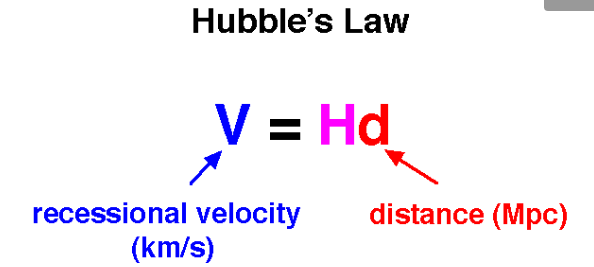 Hubble's Law
V = Hd
recessional velocity
(km/s)
distance (Mpc)